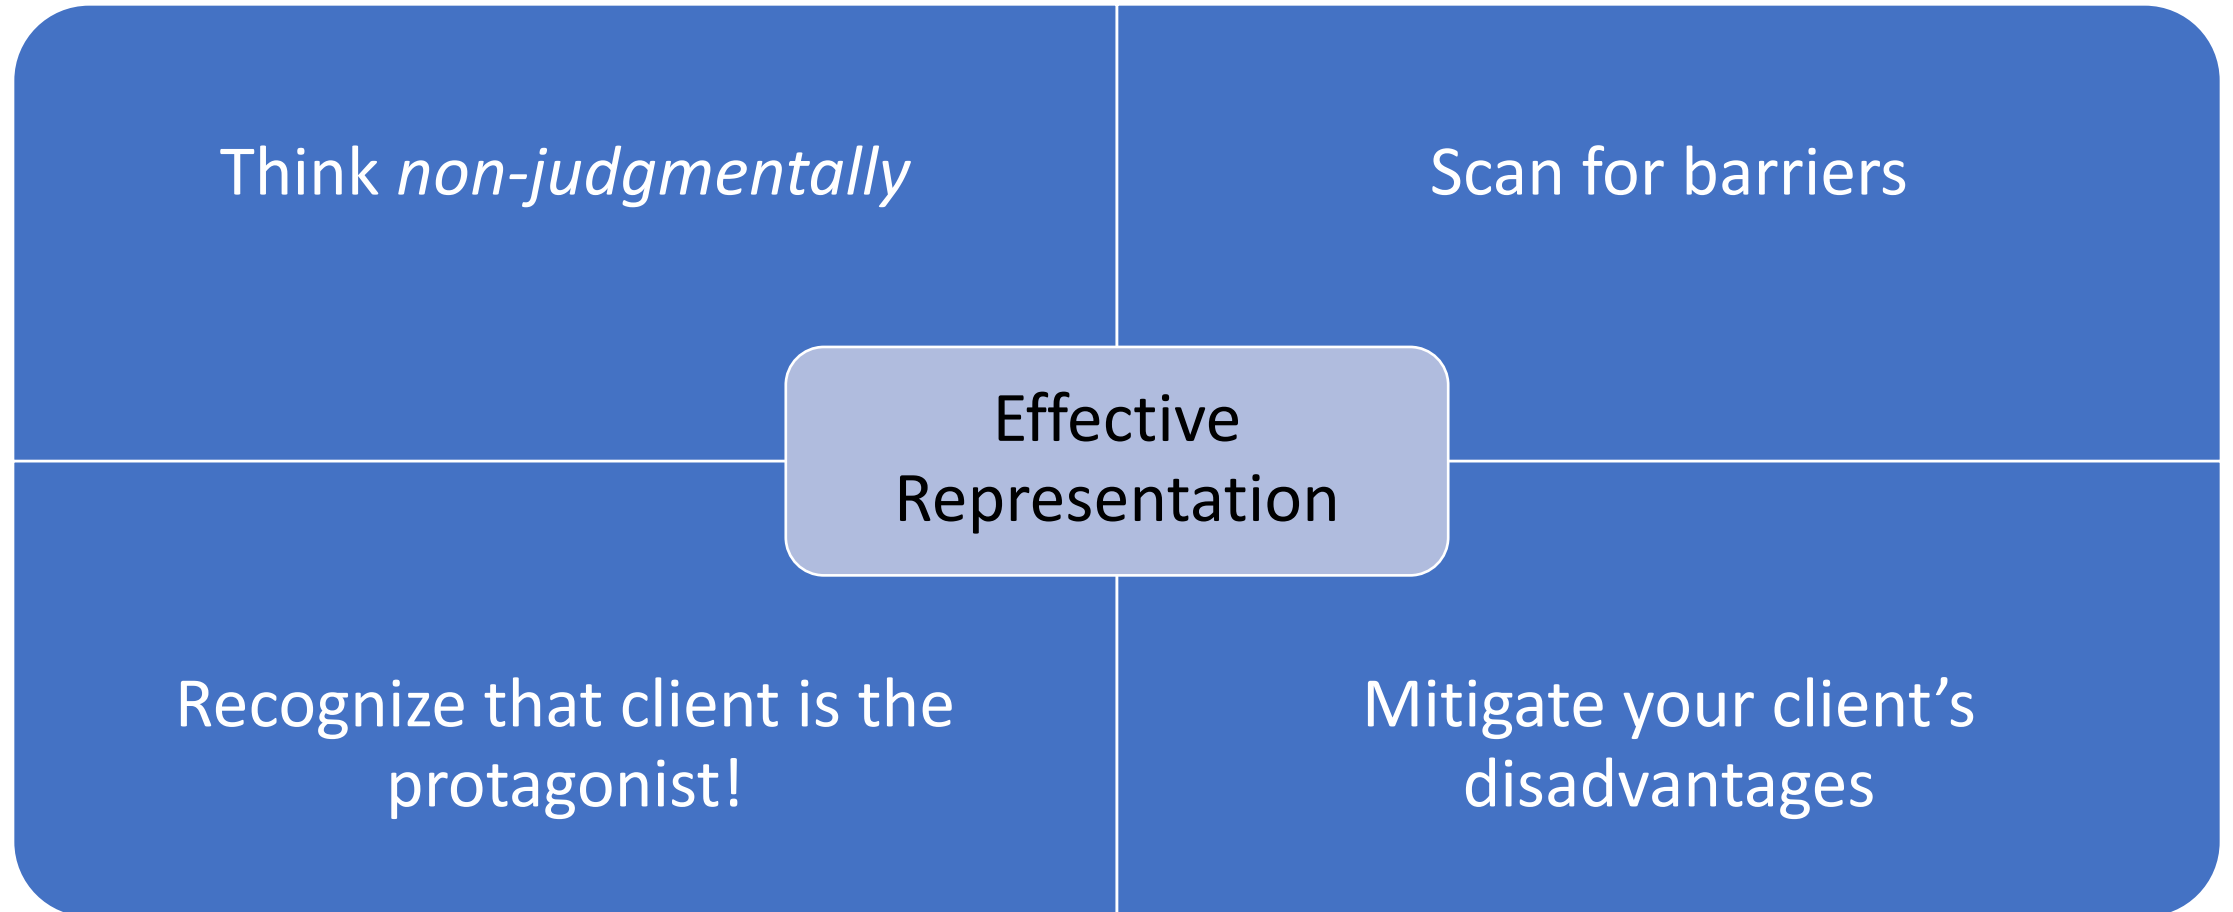 Think non-judgmentally
Scan for barriers
Effective
Representation
Recognize that client is the
protagonist!
Mitigate your client’s
disadvantages